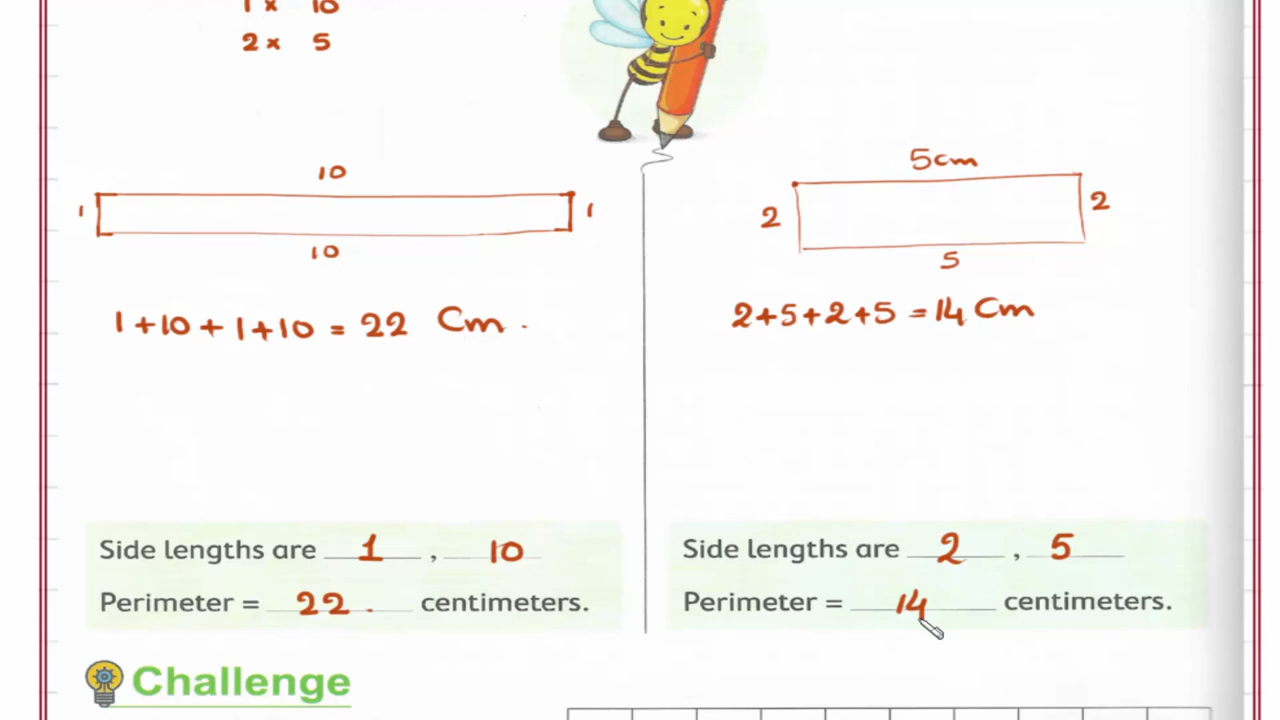 1 × 10
2 × 5
10
1
1
10
1+10+1+10 = 22 Cm.
Side lengths are 1, 10
Perimeter = 22. centimeters.
5cm
2
2
5
2+5+2+5 = 14 Cm
Side lengths are 2, 5
Perimeter = 14 centimeters.
Challenge